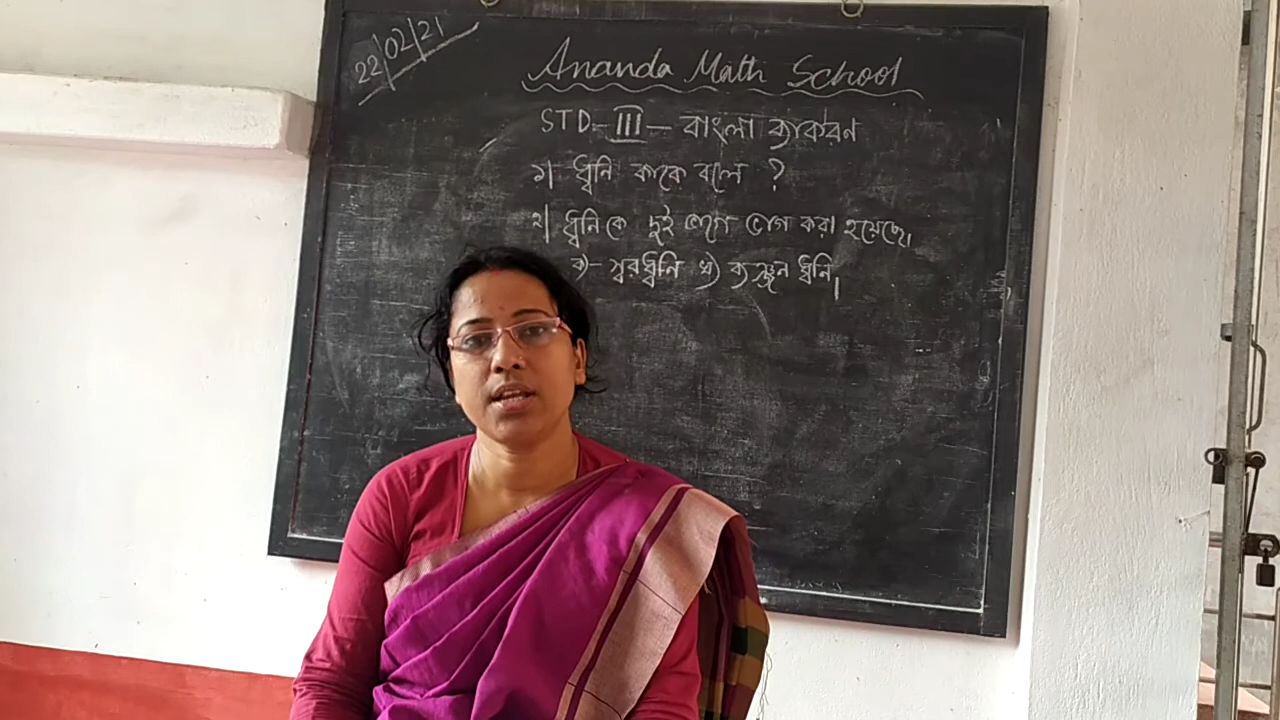 22/02/21
Ananda Math School
STD-III- বাংলা ব্যাকরণ
১| ধ্বনি কাকে বলে ?
২| ধ্বনি কে দুই ভাগে ভাগ করা হয়েছে।
ক)- স্বরধ্বনি খ) ব্যঞ্জন ধ্বনি।